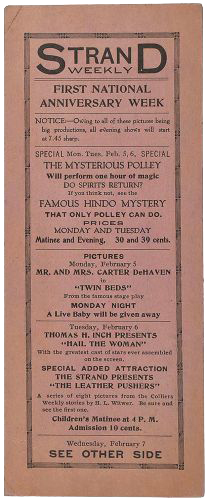 STRAND
WEEKLY
FIRST NATIONAL
ANNIVERSARY WEEK
NOTICE—Owing to all of these pictures being
big productions, all evening shows will start
at 7.45 sharp.
SPECIAL Mon. Tues. Feb. 5, 6, SPECIAL
THE MYSTERIOUS POLLEY
Will perform one hour of magic
DO SPIRITS RETURN?
If you think not, see the
FAMOUS HINDO MYSTERY
THAT ONLY POLLEY CAN DO.
PRICES
MONDAY AND TUESDAY
Matinee and Evening, 30 and 39 cents.
PICTURES
Monday, February 5
MR. AND MRS. CARTER DeHAVEN
in
"TWIN BEDS"
From the famous stage play
MONDAY NIGHT
A Live Baby will be given away
Tuesday, February 6
THOMAS H. INCH PRESENTS
"HAIL THE WOMAN"
With the greatest cast of stars ever assembled
on the screen.
SPECIAL ADDED ATTRACTION
THE STRAND PRESENTS
"THE LEATHER PUSHERS"
A series of eight pictures from the Colliers
Weekly stories by H. L. Witwer. Be sure and
see the first one.
Children's Matinee at 4 P. M.
Admission 10 cents.
Wednesday, February 7
SEE OTHER SIDE